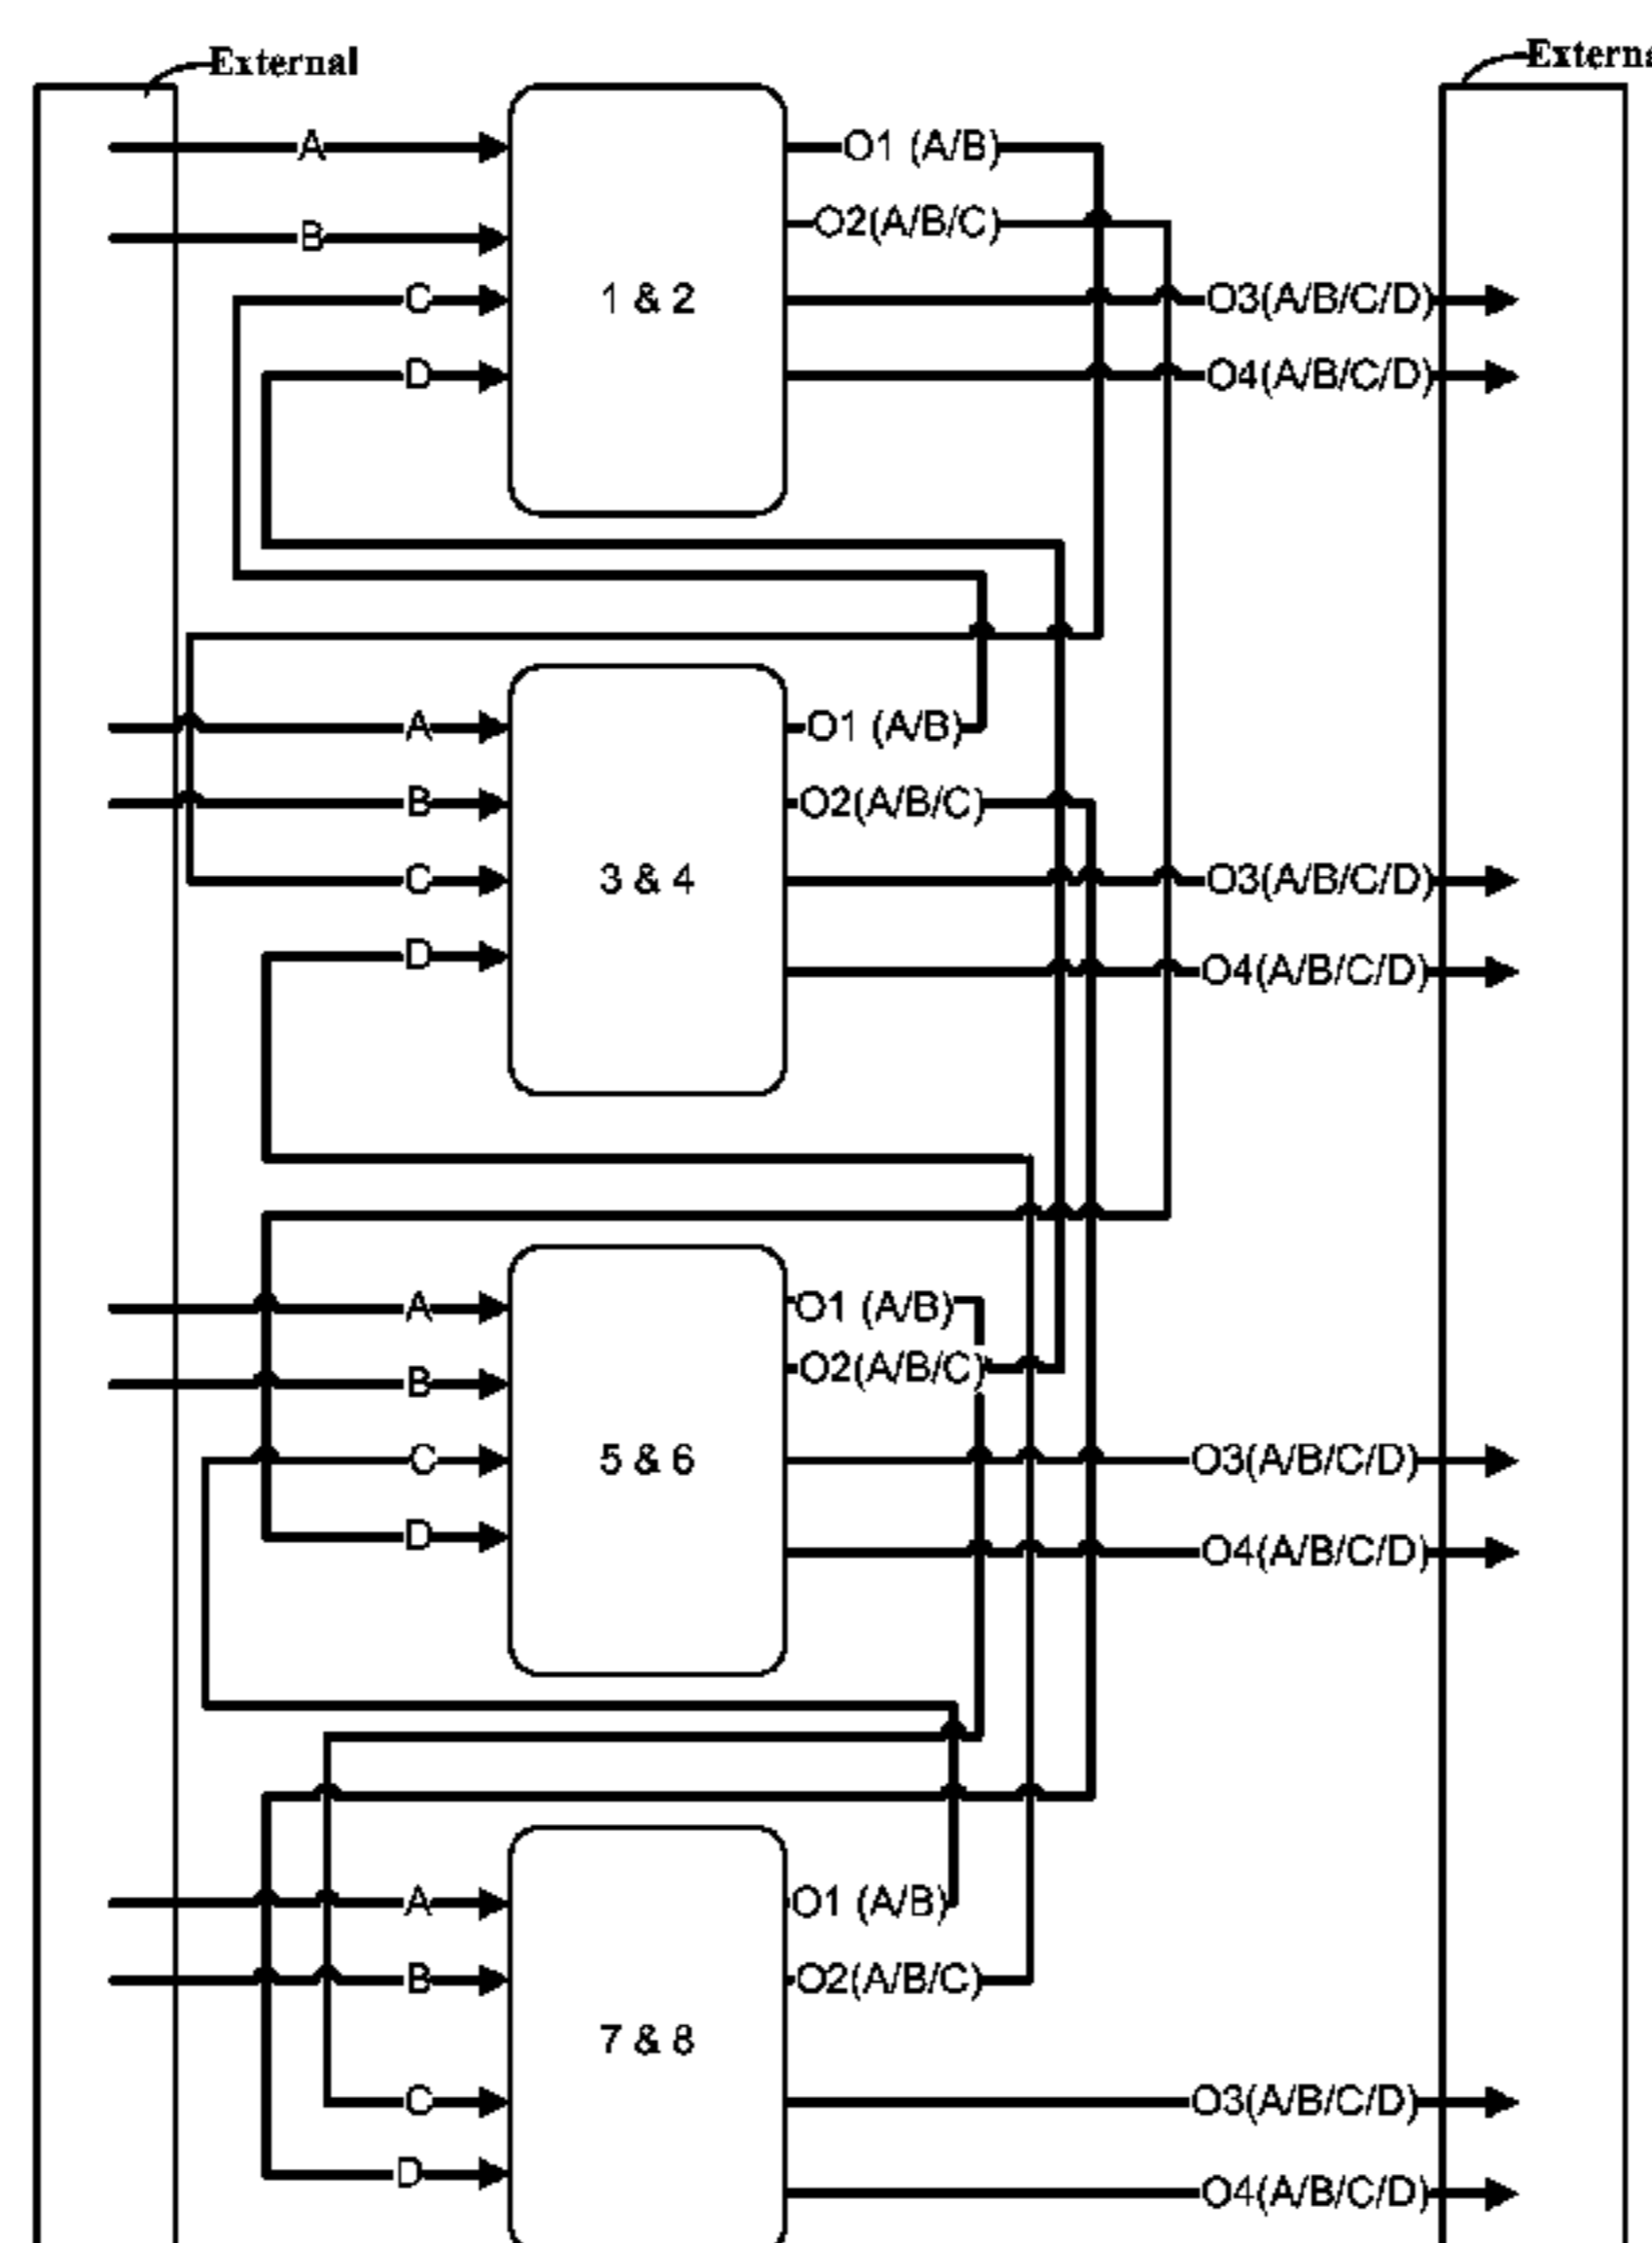 External
Externa
A
O1 (A/B)
B
O2(A/B/C)
C
1 & 2
O3(A/B/C/D)
D
O4(A/B/C/D)
A
O1 (A/B)
B
O2(A/B/C)
C
3 & 4
O3(A/B/C/D)
D
O4(A/B/C/D)
A
O1 (A/B)
B
O2(A/B/C)
C
5 & 6
O3(A/B/C/D)
D
O4(A/B/C/D)
A
O1 (A/B)
B
O2(A/B/C)
7 & 8
C
O3(A/B/C/D)
D
O4(A/B/C/D)